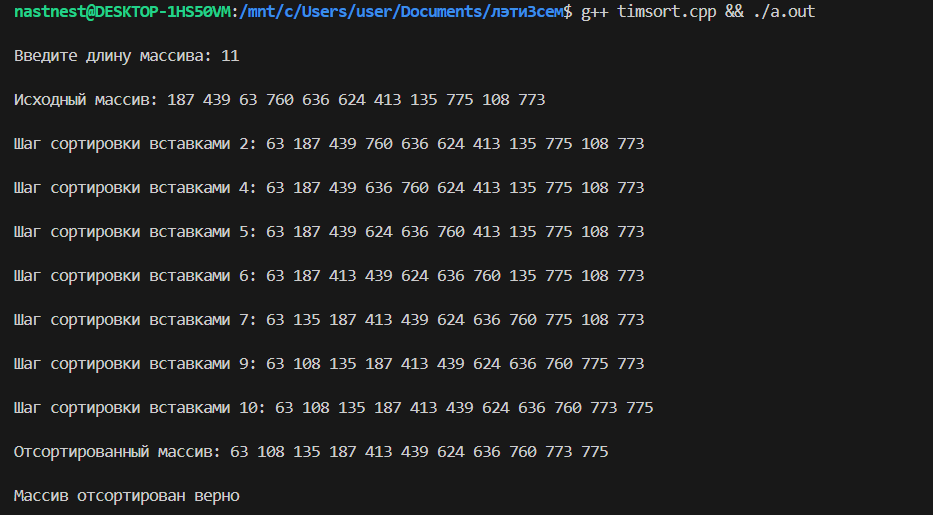 nastnest@DESKTOP-1HS50VM:/mnt/c/Users/user/Documents/лэти3сем$ g++ timsort.cpp && ./a.out
Введите длину массива: 11
Исходный массив: 187 439 63 760 636 624 413 135 775 108 773
Шаг сортировки вставками 2: 63 187 439 760 636 624 413 135 775 108 773
Шаг сортировки вставками 4: 63 187 439 636 760 624 413 135 775 108 773
Шаг сортировки вставками 5: 63 187 439 624 636 760 413 135 775 108 773
Шаг сортировки вставками 6: 63 187 413 439 624 636 760 135 775 108 773
Шаг сортировки вставками 7: 63 135 187 413 439 624 636 760 775 108 773
Шаг сортировки вставками 9: 63 108 135 187 413 439 624 636 760 775 773
Шаг сортировки вставками 10: 63 108 135 187 413 439 624 636 760 773 775
Отсортированный массив: 63 108 135 187 413 439 624 636 760 773 775
Массив отсортирован верно